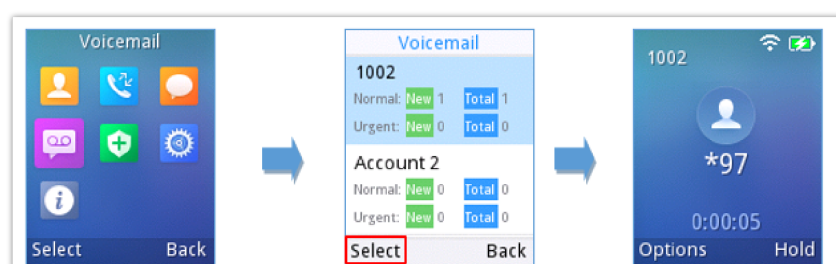 Voicemail
Select Back
Voicemail
1002
Normal: New 1 Total 1
Urgent: New 0 Total 0
Account 2
Normal: New 0 Total 0
Urgent: New 0 Total 0
Select Back
1002
*97
0:00:05
Options Hold